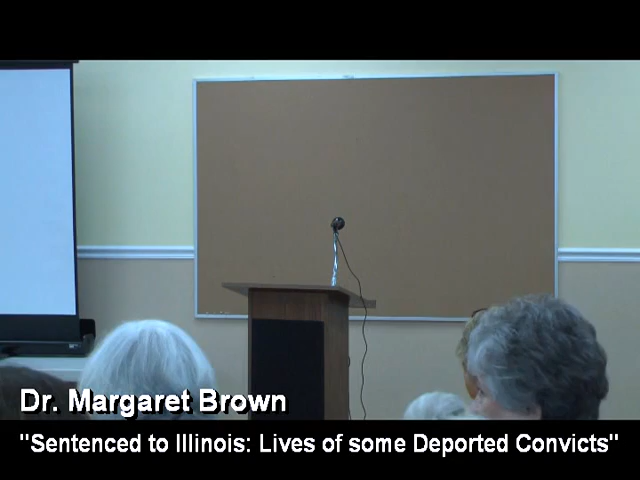 Dr. Margaret Brown
"Sentenced to Illinois: Lives of some Deported Convicts"